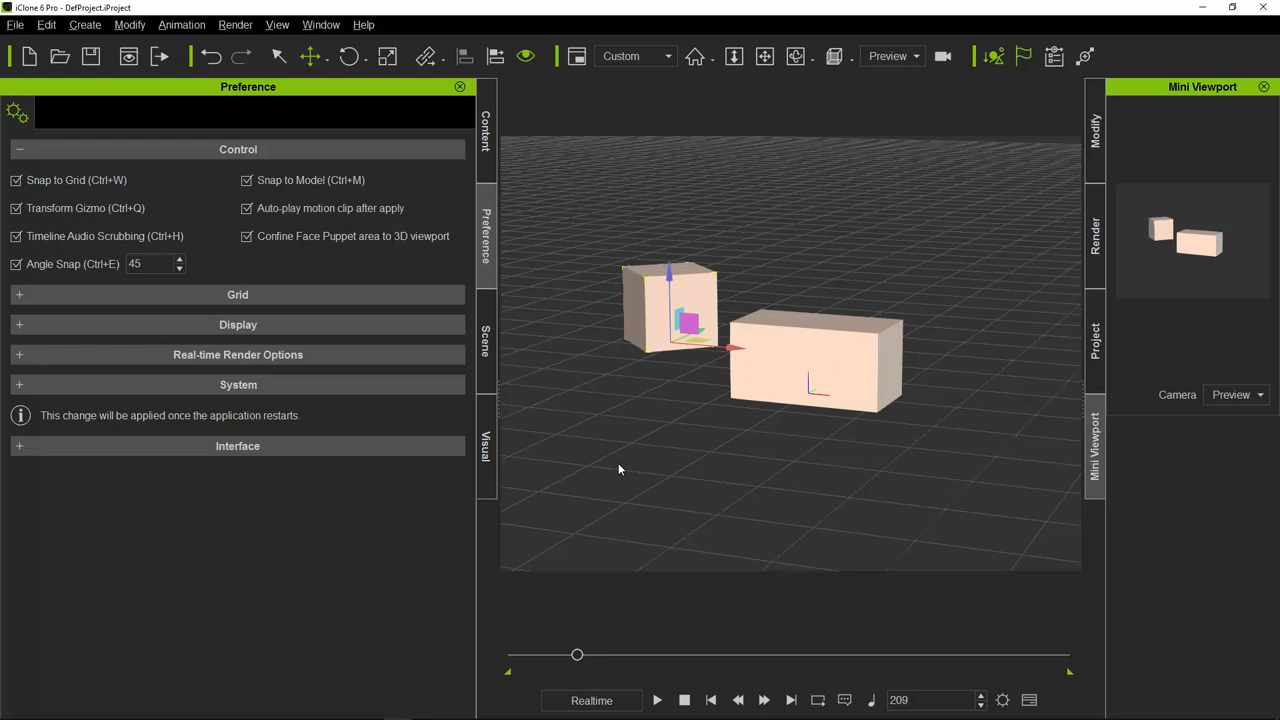 iClone 6 Pro - DefProject.iProject
File Edit Create Modify Animation Render View Window Help
Custom Preview
Preference
Mini Viewport
Control
Snap to Grid (Ctrl+W) Snap to Model (Ctrl+M)
Transform Gizmo (Ctrl+Q) Auto-play motion clip after apply
Timeline Audio Scrubbing (Ctrl+H) Confine Face Puppet area to 3D viewport
Angle Snap (Ctrl+E) 45
Grid
Display
Real-time Render Options
System
This change will be applied once the application restarts.
Interface
Content
Preference
Scene
Visual
Modify
Render
Project
Mini Viewport
Camera Preview
Realtime 209